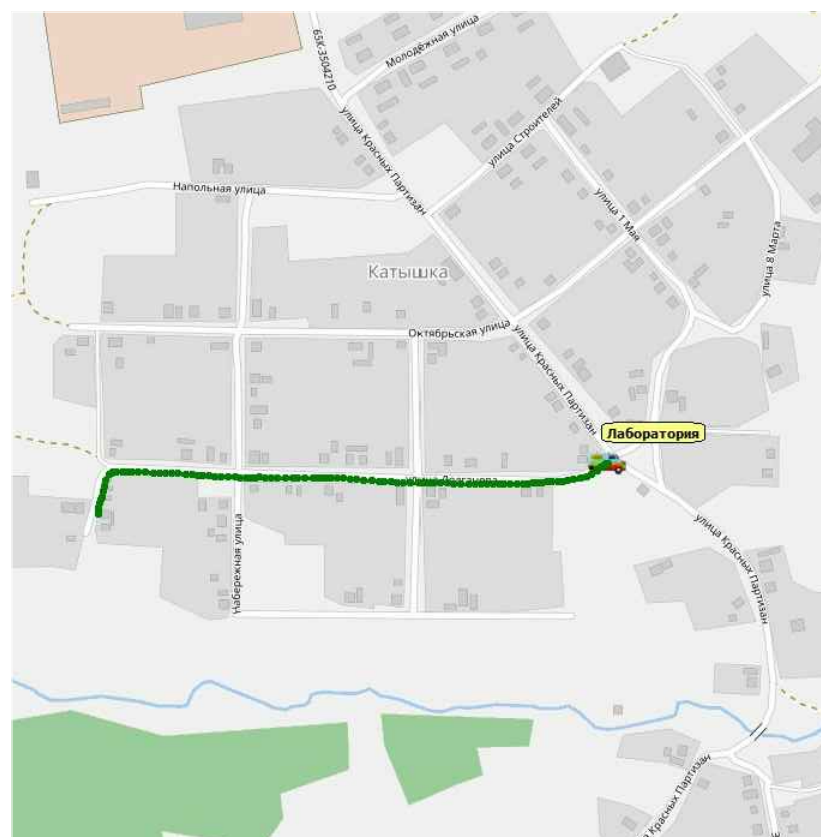 Молодёжная улица
65К-3504210
улица Красных Партизан
улица Строителей
Напольная улица
улица 1 Мая
улица 8 Марта
Катышка
Октябрьская улица
улица Красных Партизан
Лаборатория
улица Долгачева
улица Красных Партизан
Набережная улица
Красных Партизан